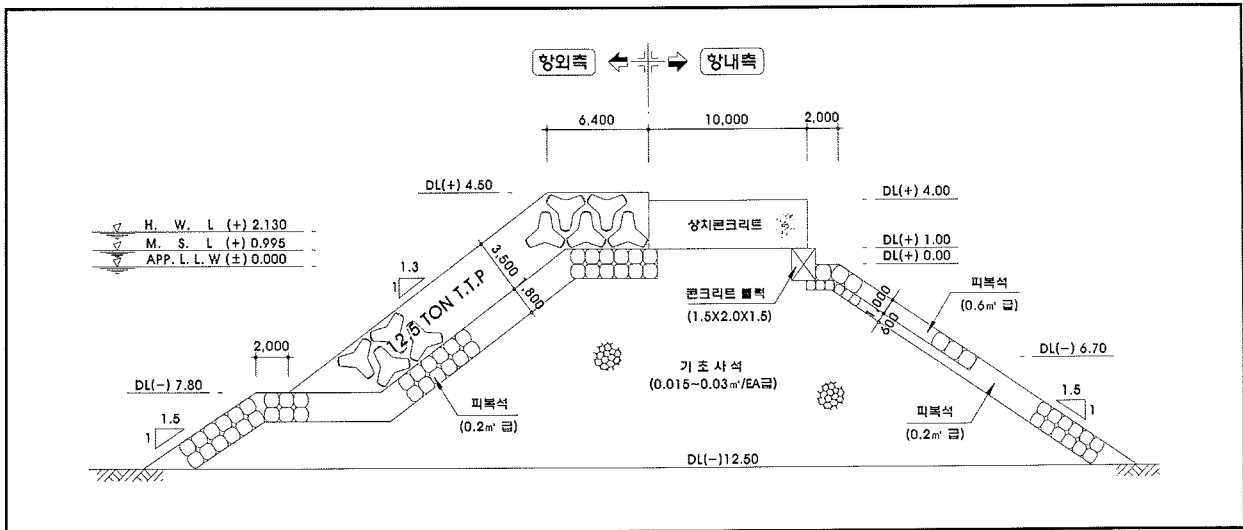 항외측
항내측
6,400
10,000
2,000
DL(+) 4.50
DL(+) 4.00
H. W. L (+) 2.130
M. S. L (+) 0.995
APP. L. L. W (±) 0.000
상치콘크리트
DL(+) 1.00
DL(+) 0.00
1.3
1
3,500
,800
12.5 TON T.T.P
콘크리트 블럭
(1.5X2.0X1.5)
,000
600
피복석
(0.6㎥ 급)
2,000
DL(-) 7.80
기초사석
(0.015~0.03㎥/EA급)
DL(-) 6.70
1.5
1
피복석
(0.2㎥ 급)
피복석
(0.2㎥ 급)
1.5
1
DL(-)12.50